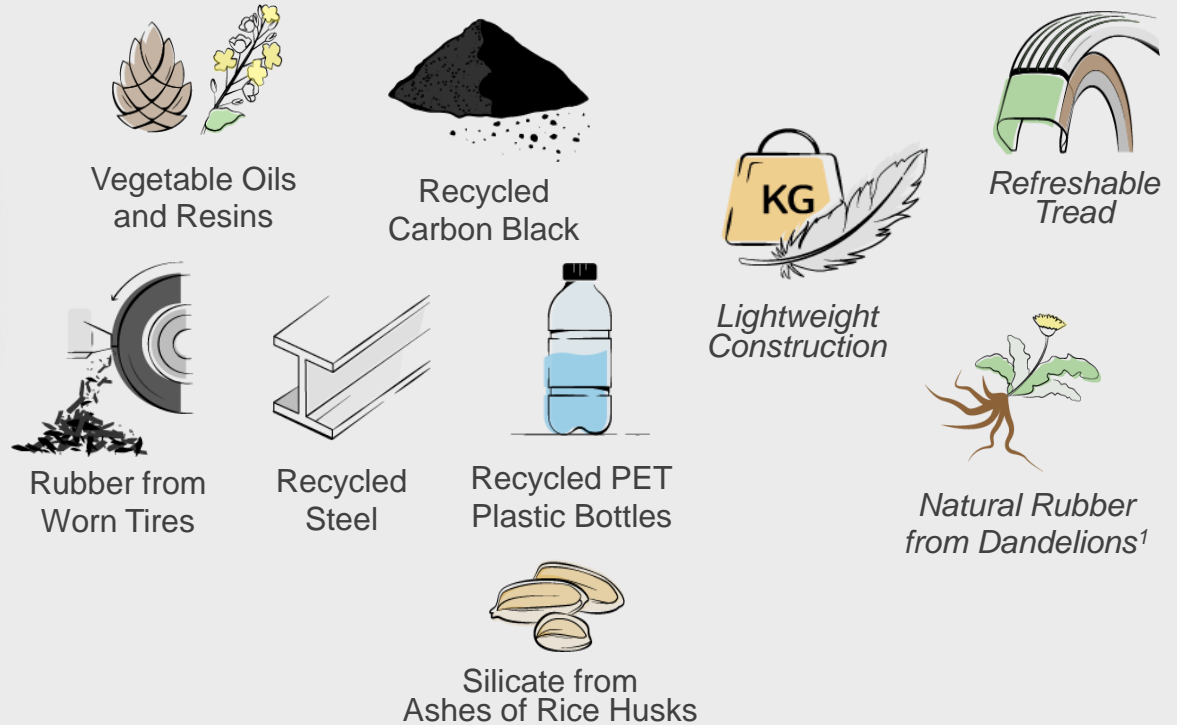 Vegetable Oils
and Resins
Recycled
Carbon Black
KG
Lightweight
Construction
Refreshable
Tread
Rubber from
Worn Tires
Recycled
Steel
Recycled PET
Plastic Bottles
Natural Rubber
from Dandelions¹
Silicate from
Ashes of Rice Husks